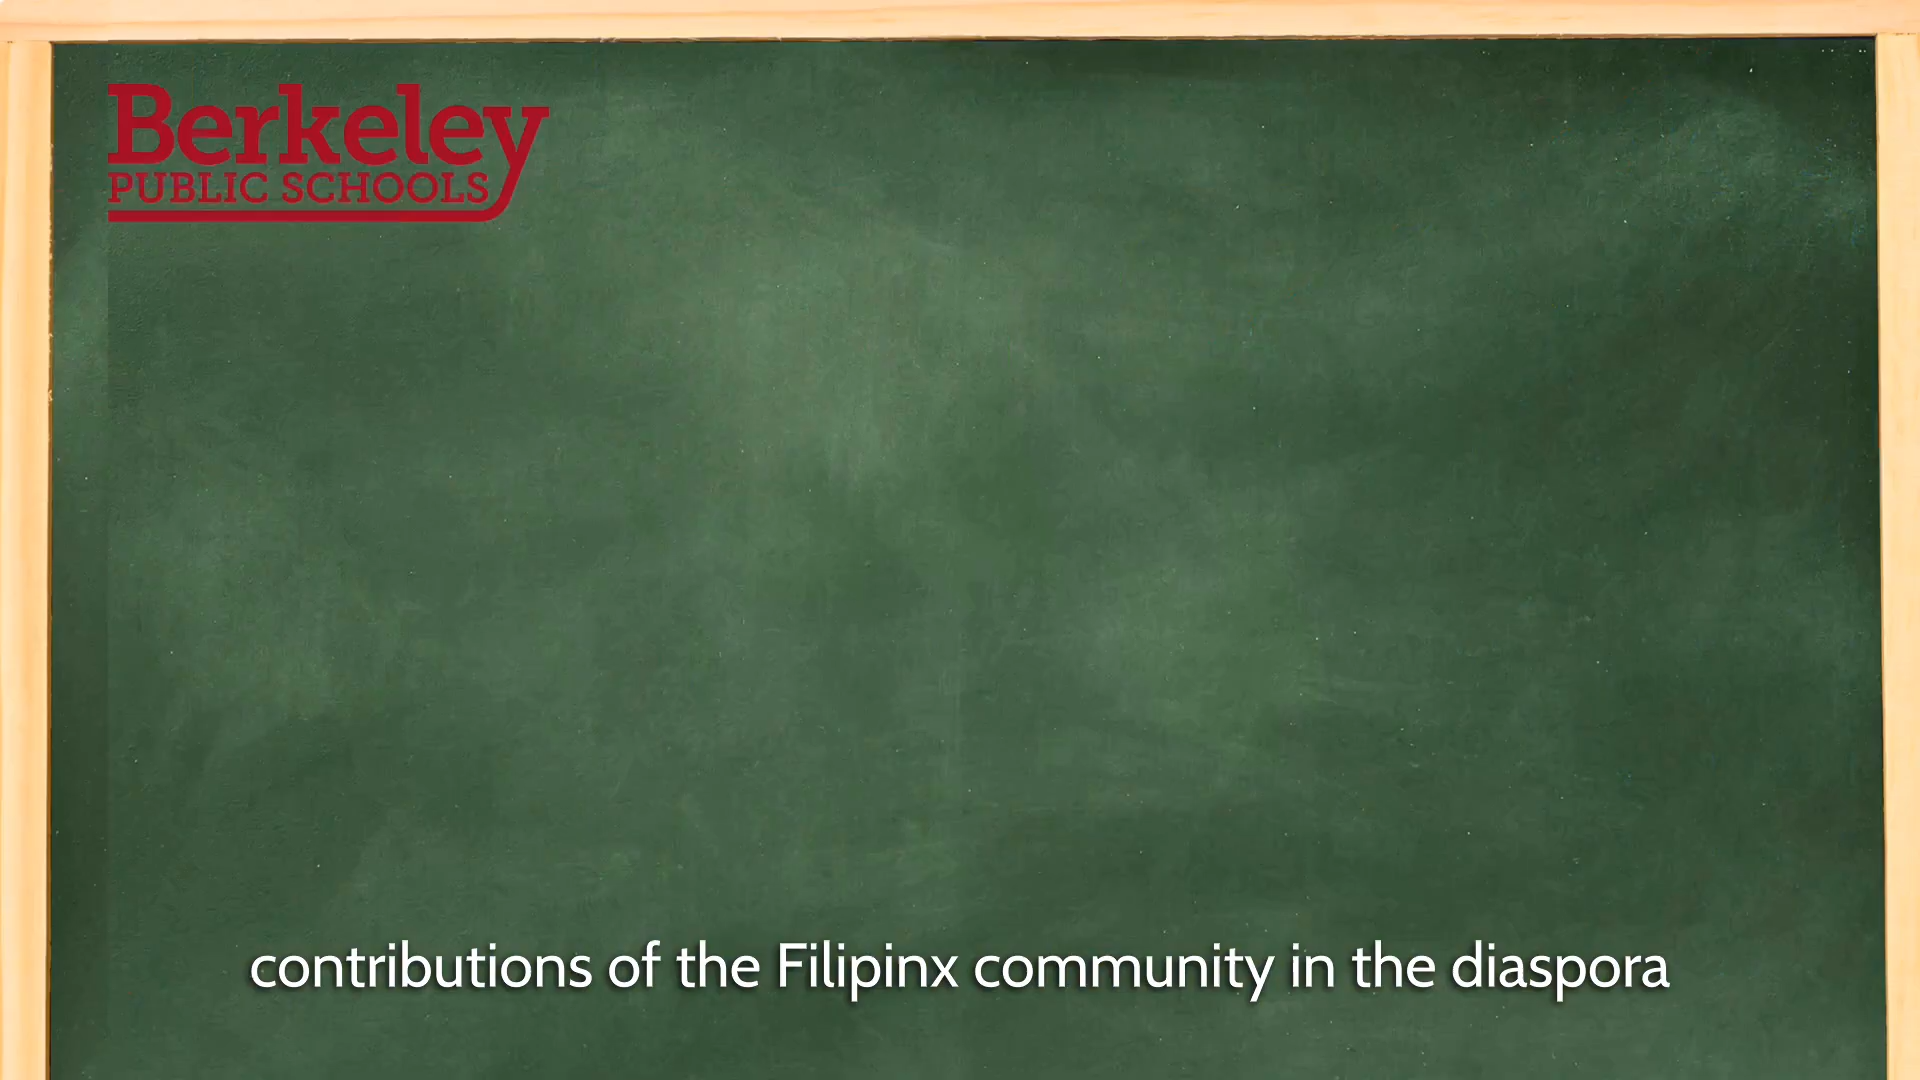 Berkeley
PUBLIC SCHOOLS
contributions of the Filipinx community in the diaspora